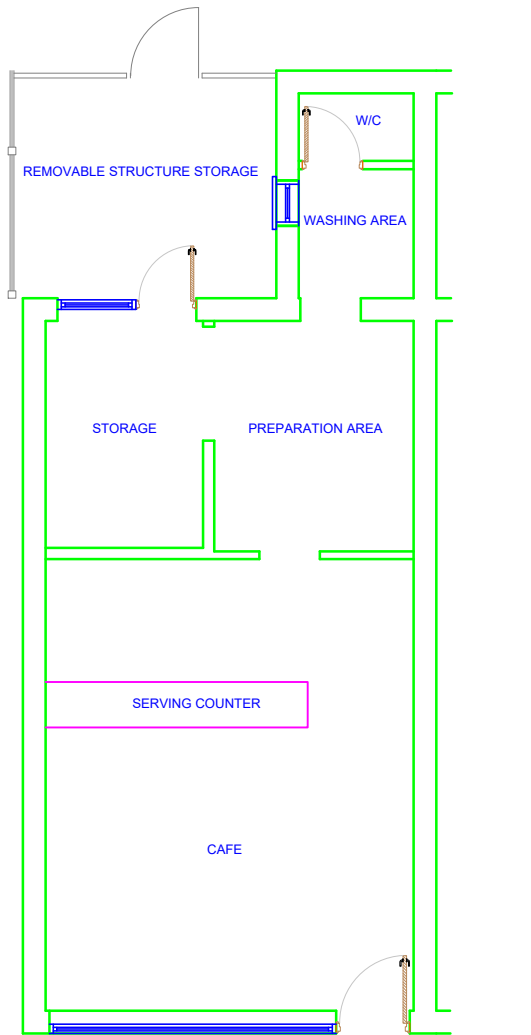 W/C
REMOVABLE STRUCTURE STORAGE
WASHING AREA
STORAGE
PREPARATION AREA
SERVING COUNTER
CAFE